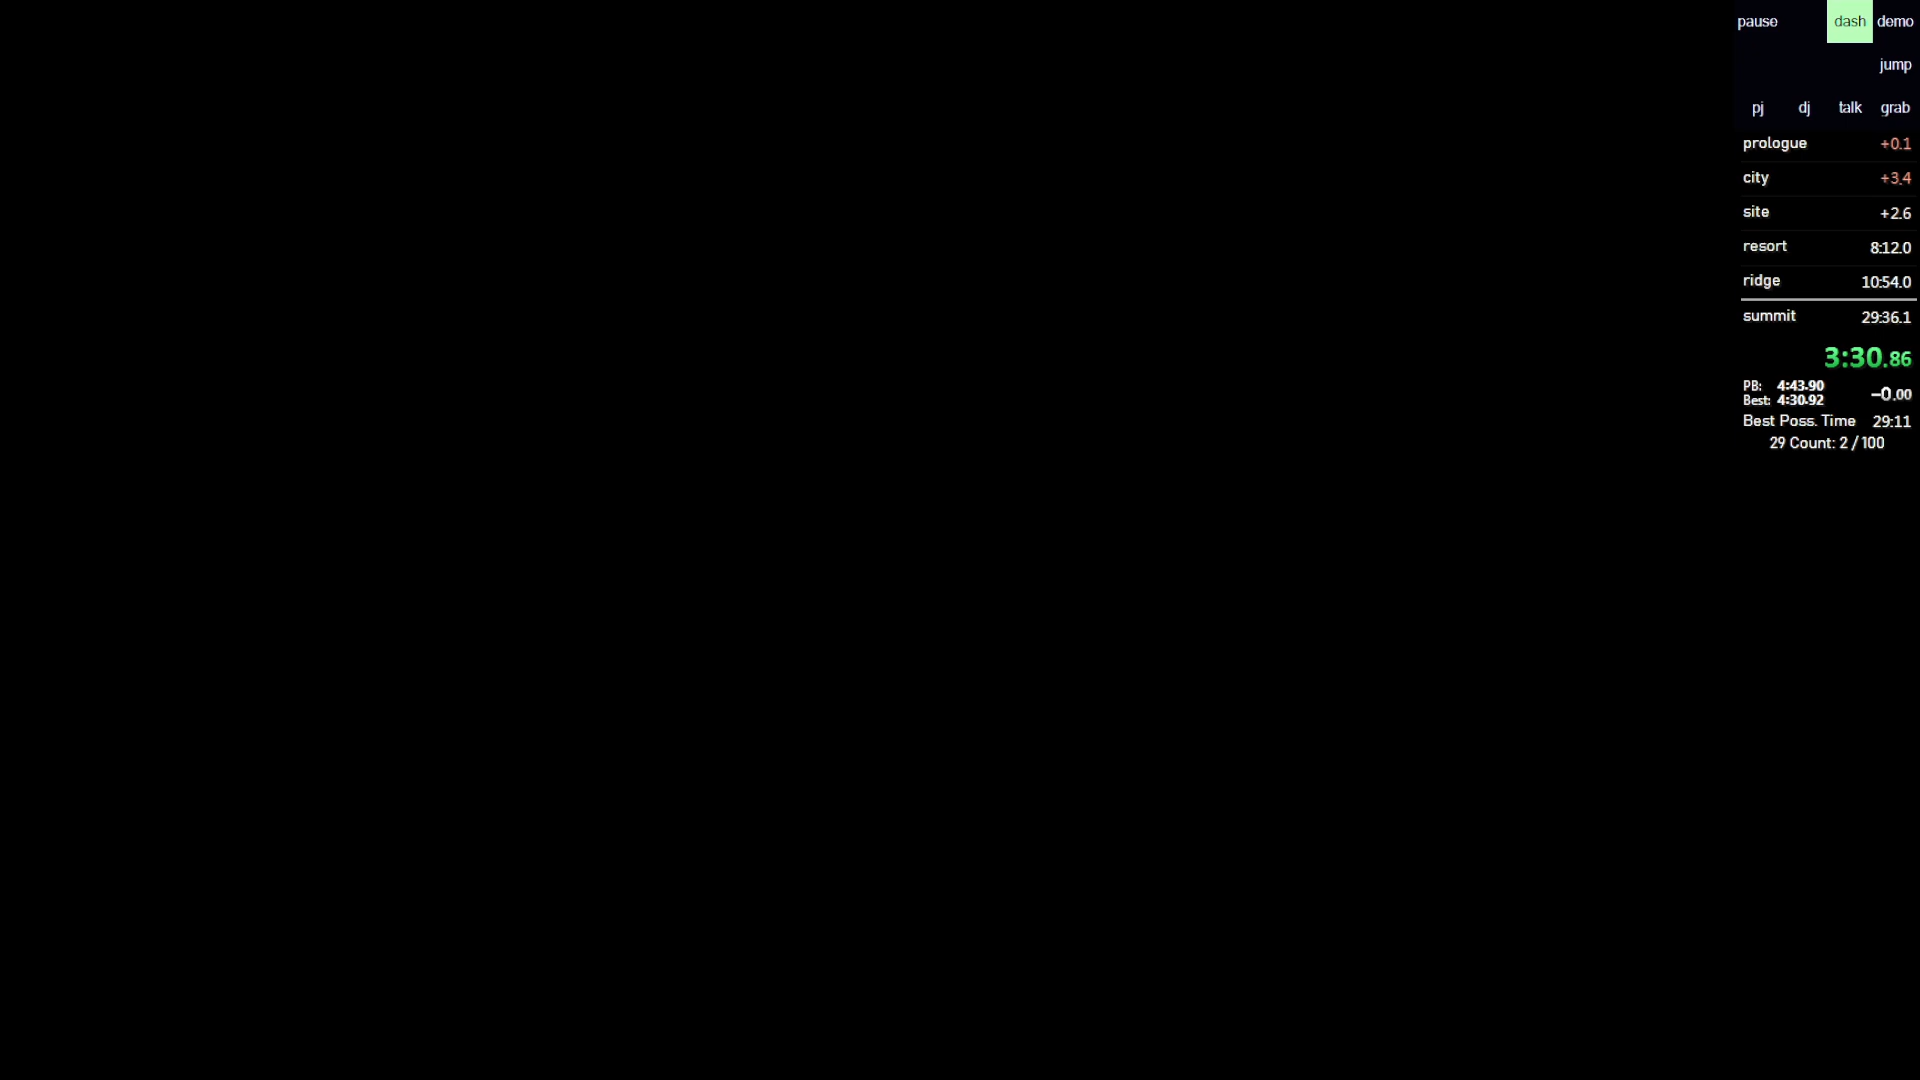 pause dash demo
jump
pj dj talk grab
prologue +0.1
city +3.4
site +2.6
resort 8:12.0
ridge 10:54.0
summit 29:36.1
3:30.86
PB: 4:43.90
Best: 4:30.92 −0.00
Best Poss. Time 29:11
29 Count: 2 / 100